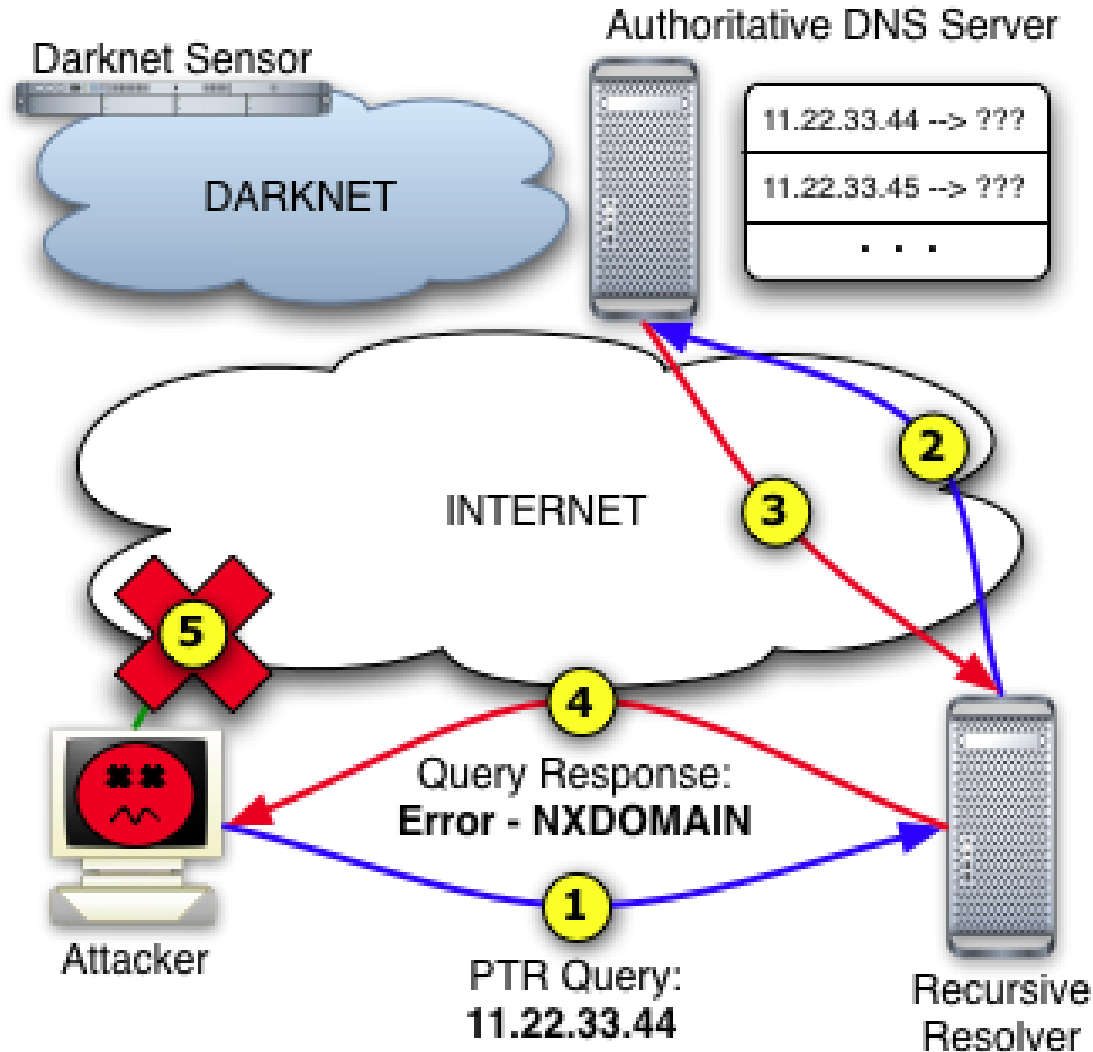 Authoritative DNS Server
Darknet Sensor
11.22.33.44 --> ???
11.22.33.45 --> ???
. . .
DARKNET
2
3
INTERNET
5
4
Query Response:
Error - NXDOMAIN
1
Attacker
PTR Query:
11.22.33.44
Recursive
Resolver